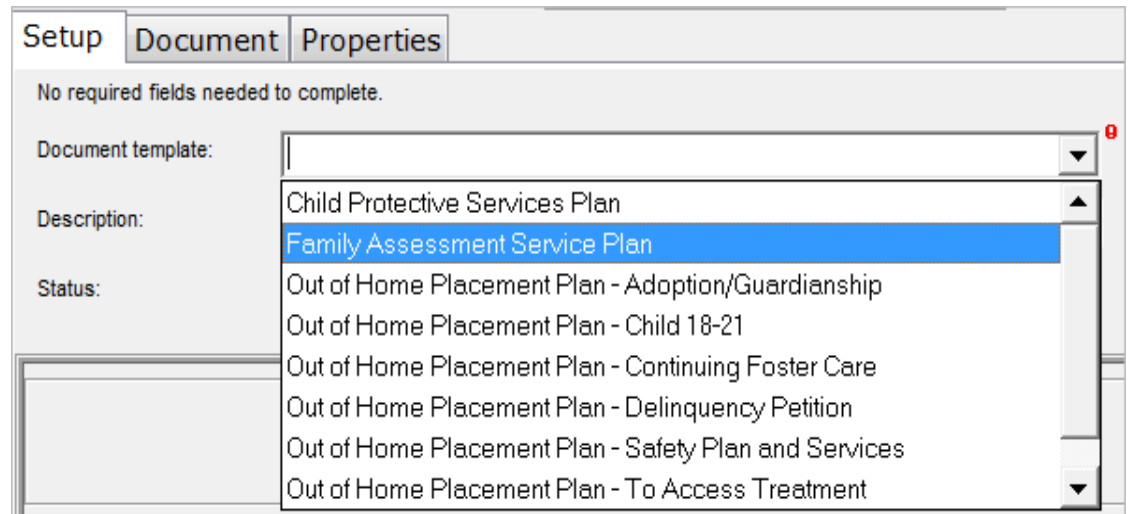 Setup Document Properties
No required fields needed to complete.
Document template:
Child Protective Services Plan
Description:
Family Assessment Service Plan
Status:
Out of Home Placement Plan - Adoption/Guardianship
Out of Home Placement Plan - Child 18-21
Out of Home Placement Plan - Continuing Foster Care
Out of Home Placement Plan - Delinquency Petition
Out of Home Placement Plan - Safety Plan and Services
Out of Home Placement Plan - To Access Treatment